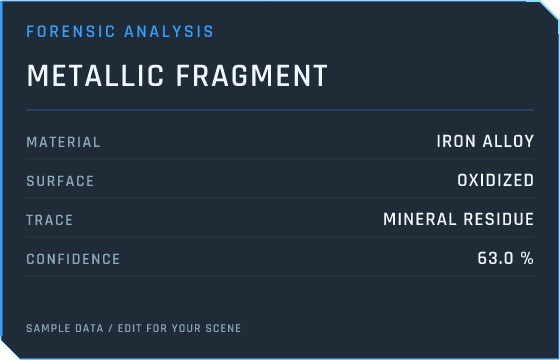 FORENSIC ANALYSIS
METALLIC FRAGMENT
MATERIAL IRON ALLOY
SURFACE OXIDIZED
TRACE MINERAL RESIDUE
CONFIDENCE 63.0 %
SAMPLE DATA / EDIT FOR YOUR SCENE